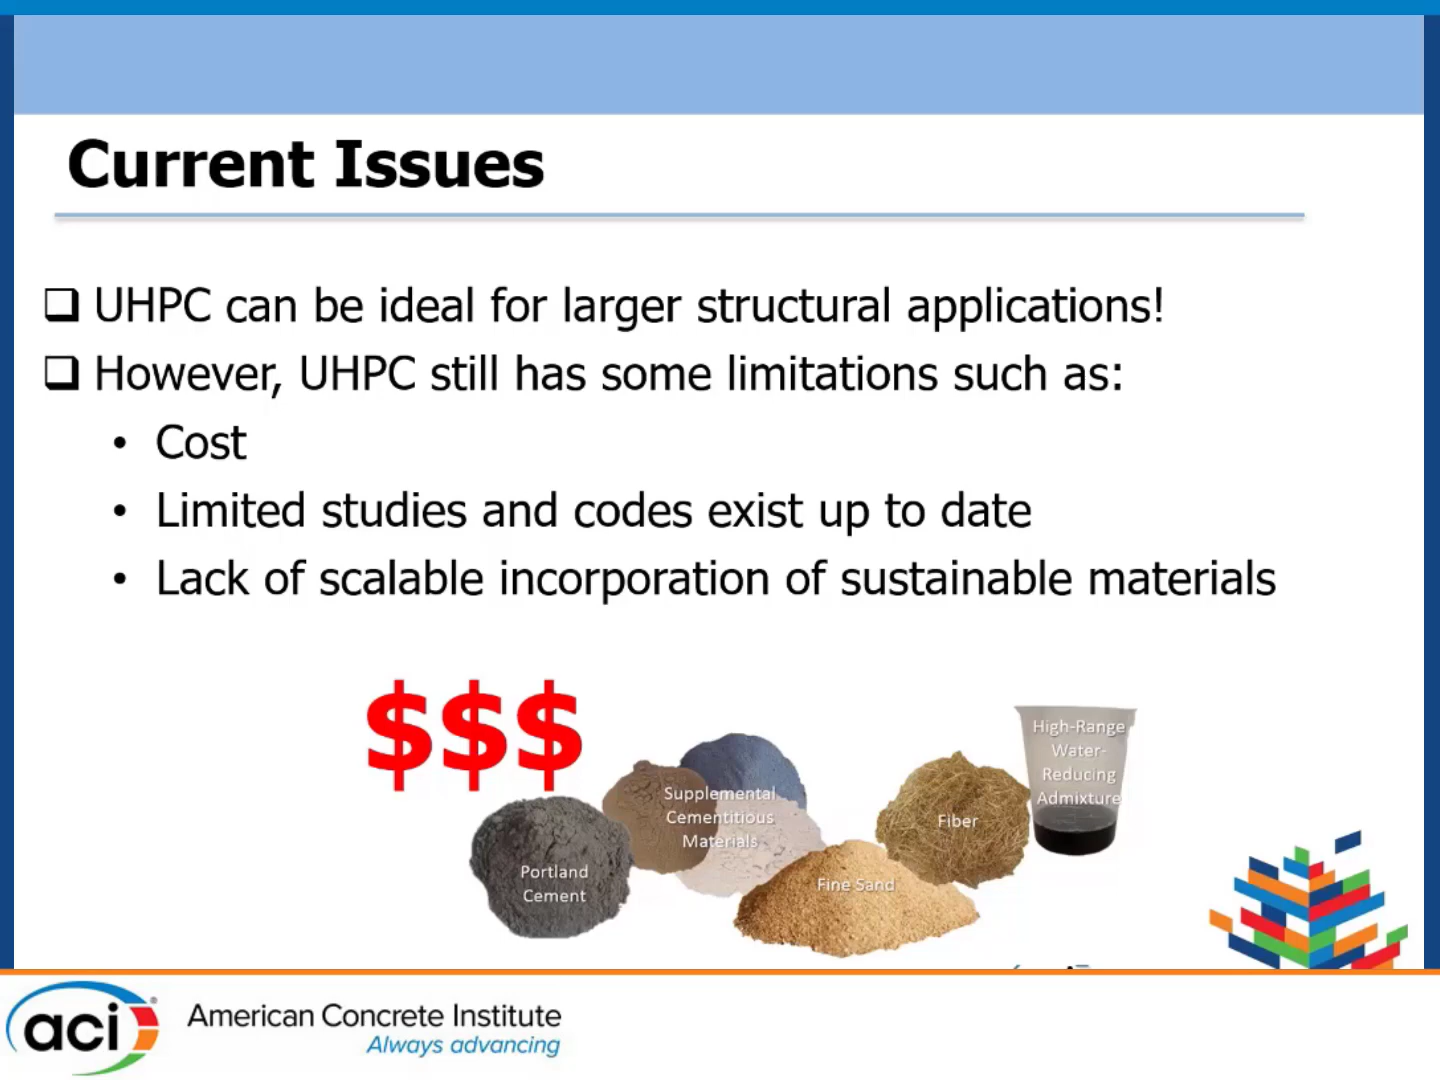 Current Issues
❑ UHPC can be ideal for larger structural applications!
❑ However, UHPC still has some limitations such as:
• Cost
• Limited studies and codes exist up to date
• Lack of scalable incorporation of sustainable materials
$$$
High-Range
Water-
Reducing
Admixture
Supplemental
Cementitious
Materials
Fiber
Portland
Cement
Fine Sand
aci®
American Concrete Institute
Always advancing